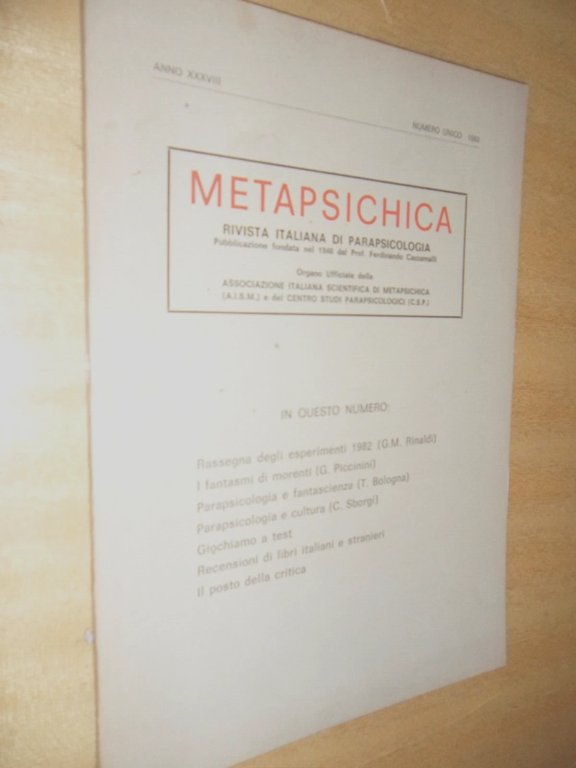 ANNO XXXVIII
NUMERO UNICO
METAPSICHICA
RIVISTA ITALIANA DI PARAPSICOLOGIA
Pubblicazione fondata nel 1946 dal Prof. Ferdinando Cazzamalli
Organo Ufficiale della
ASSOCIAZIONE ITALIANA SCIENTIFICA DI METAPSICHICA
(A.I.S.M.) e del CENTRO STUDI PARAPSICOLOGICI (C.S.P.)
IN QUESTO NUMERO:
Rassegna degli esperimenti 1982 (G.M. Rinaldi)
I fantasmi di morenti (G. Piccinini)
Parapsicologia e fantascienza (T. Bologna)
Parapsicologia e cultura (C. Sborgi)
Giochiamo a test
Recensioni di libri italiani e stranieri
Il posto della critica